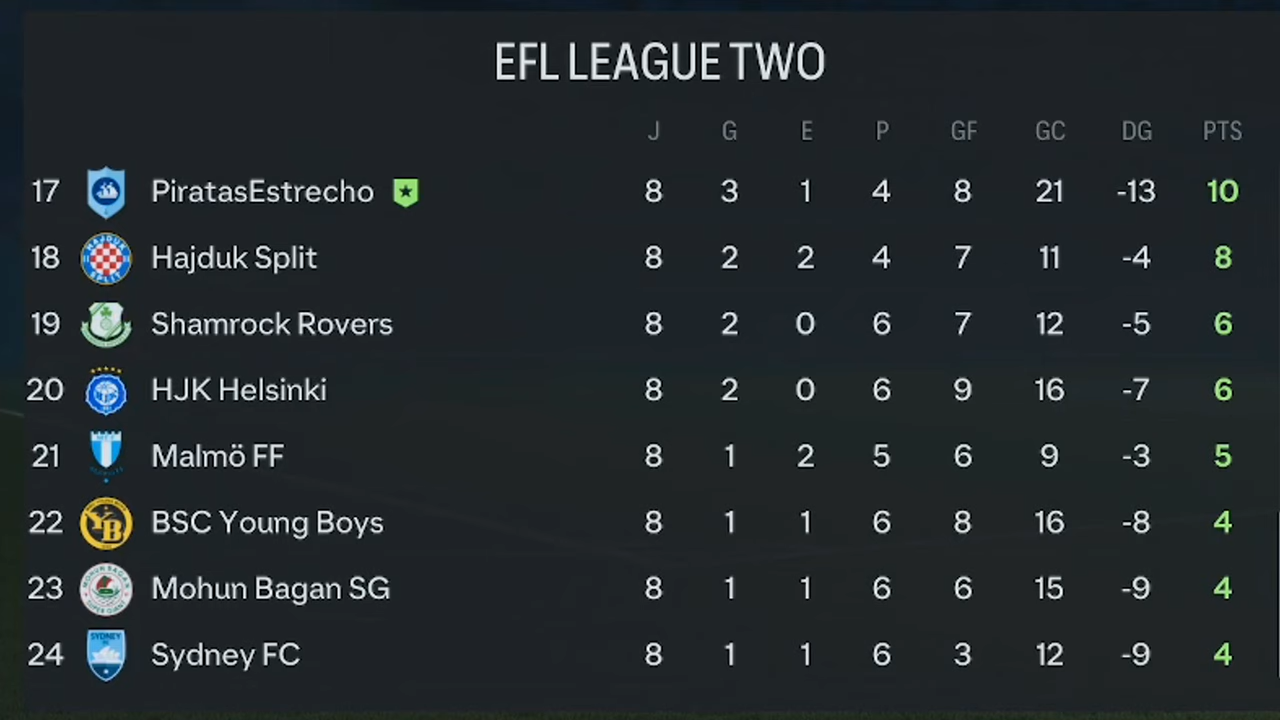 EFL LEAGUE TWO
J G E P GF GC DG PTS
17 PiratasEstrecho 8 3 1 4 8 21 -13 10
18 Hajduk Split 8 2 2 4 7 11 -4 8
19 Shamrock Rovers 8 2 0 6 7 12 -5 6
20 HJK Helsinki 8 2 0 6 9 16 -7 6
21 Malmö FF 8 1 2 5 6 9 -3 5
22 BSC Young Boys 8 1 1 6 8 16 -8 4
23 Mohun Bagan SG 8 1 1 6 6 15 -9 4
24 Sydney FC 8 1 1 6 3 12 -9 4